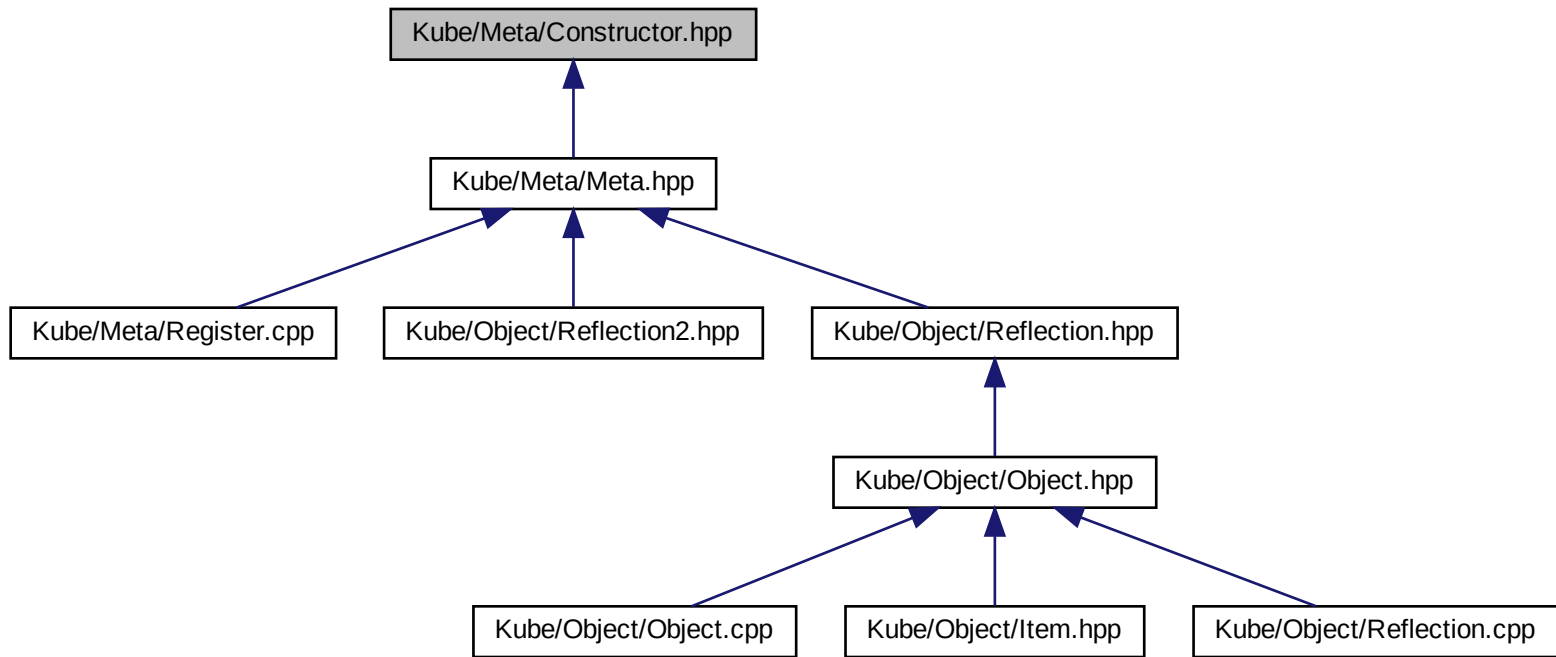 Kube/Meta/Constructor.hpp
Kube/Meta/Meta.hpp
Kube/Meta/Register.cpp
Kube/Object/Reflection2.hpp
Kube/Object/Reflection.hpp
Kube/Object/Object.hpp
Kube/Object/Object.cpp
Kube/Object/Item.hpp
Kube/Object/Reflection.cpp